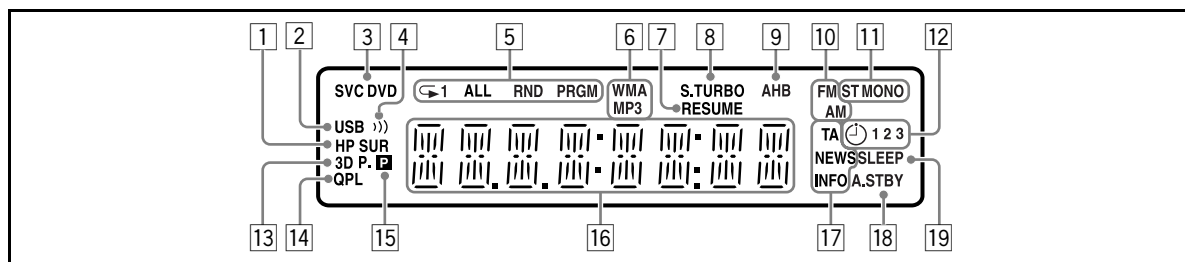 1 2 3 4 5 6 7 8 9 10 11 12
SVC DVD 1 ALL RND PRGM WMA S.TURBO AHB FM ST MONO
MP3 RESUME AM
USB TA 1 2 3
HP SUR
3D P. P NEWS SLEEP
QPL INFO A.STBY
13 14 15 16 17 18 19